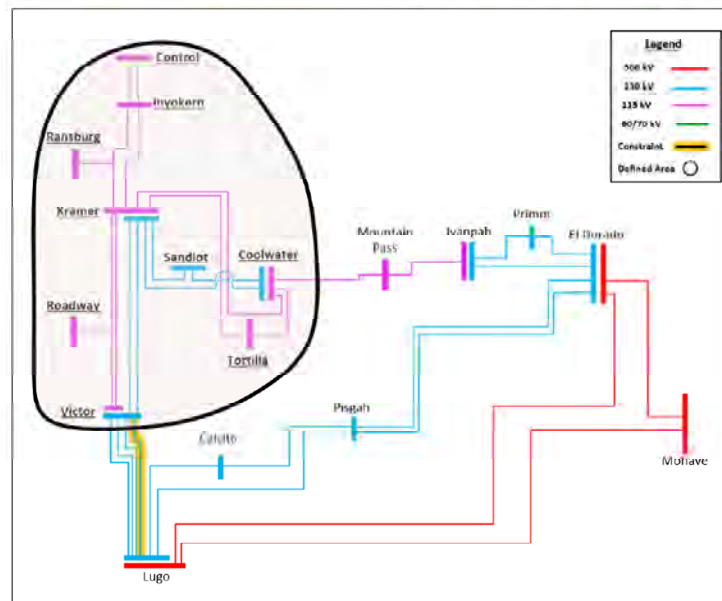 Control
Inyokern
Ransburg
Kramer
Sandlot
Coolwater
Roadway
Tortilla
Victor
Mountain
Pass
Ivanpah
Primm
El Dorado
Pisgah
Calcite
Mohave
Lugo
Legend
500 kV
230 kV
115 kV
60/70 kV
Constraint
Defined Area